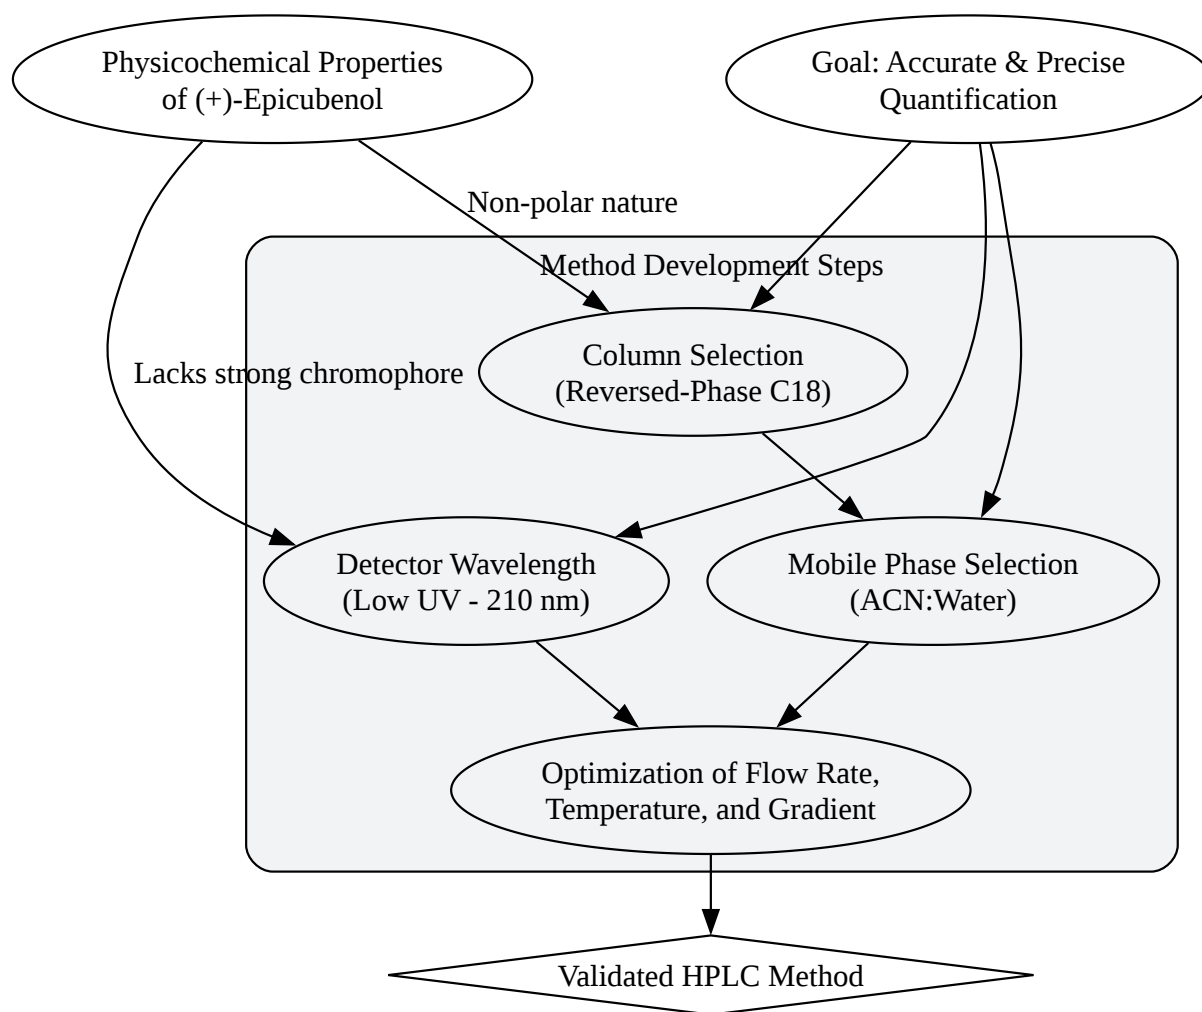 Physicochemical Properties
of (+)-Epicubenol
Goal: Accurate & Precise
Quantification
Non-polar nature
Method Development Steps
Column Selection
(Reversed-Phase C18)
Lacks strong chromophore
Detector Wavelength
(Low UV - 210 nm)
Mobile Phase Selection
(ACN:Water)
Optimization of Flow Rate,
Temperature, and Gradient
Validated HPLC Method